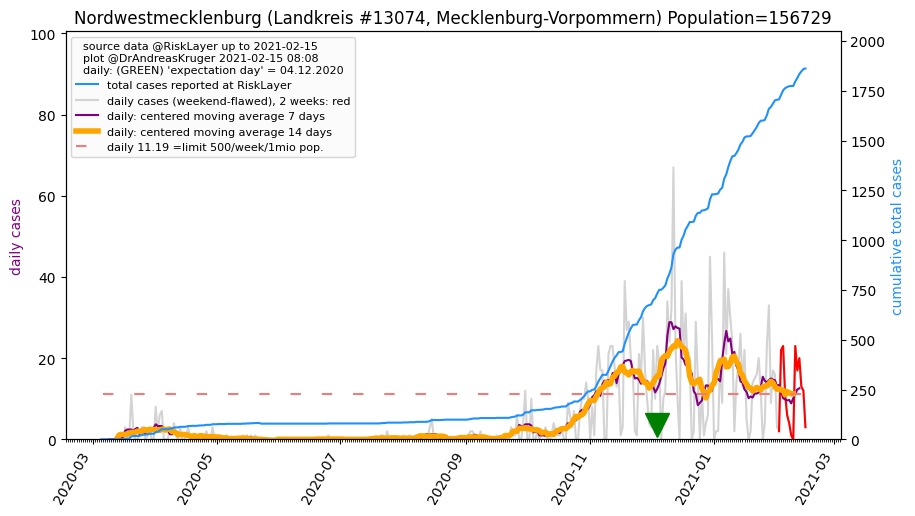 Nordwestmecklenburg (Landkreis #13074, Mecklenburg-Vorpommern) Population=156729
source data @RiskLayer up to 2021-02-15
plot @DrAndreasKruger 2021-02-15 08:08
daily: (GREEN) 'expectation day' = 04.12.2020
total cases reported at RiskLayer
daily cases (weekend-flawed), 2 weeks: red
daily: centered moving average 7 days
daily: centered moving average 14 days
daily 11.19 =limit 500/week/1mio pop.
daily cases
100
80
60
40
20
0
cumulative total cases
2000
1750
1500
1250
1000
750
500
250
0
2020-03
2020-05
2020-07
2020-09
2020-11
2021-01
2021-03